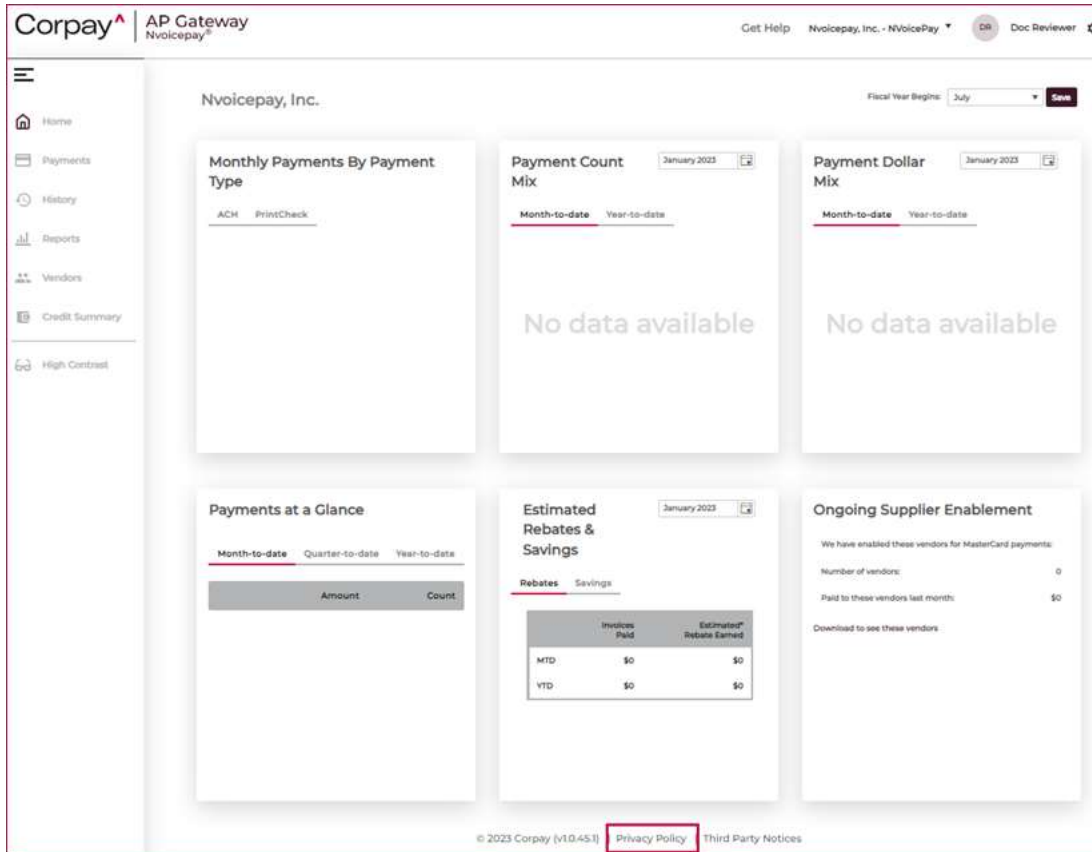 Corpay^ AP Gateway
Nvoicepay®
Get Help Nvoicepay, Inc. - NVoicePay DR Doc Reviewer
Home
Payments
History
Reports
Vendors
Credit Summary
High Contrast
Nvoicepay, Inc.
Fiscal Year Begins: July Save
Monthly Payments By Payment
Type
ACH PrintCheck
Payment Count
Mix
January 2023
Month-to-date Year-to-date
No data available
Payment Dollar
Mix
January 2023
Month-to-date Year-to-date
No data available
Payments at a Glance
Month-to-date Quarter-to-date Year-to-date
Amount Count
Estimated
Rebates &
Savings
January 2023
Rebates Savings
Invoices
Paid
Estimated*
Rebate Earned
MTD $0 $0
YTD $0 $0
Ongoing Supplier Enablement
We have enabled these vendors for MasterCard payments:
Number of vendors: 0
Paid to these vendors last month: $0
Download to see these vendors
© 2023 Corpay (v1.0.45.1) | Privacy Policy | Third Party Notices